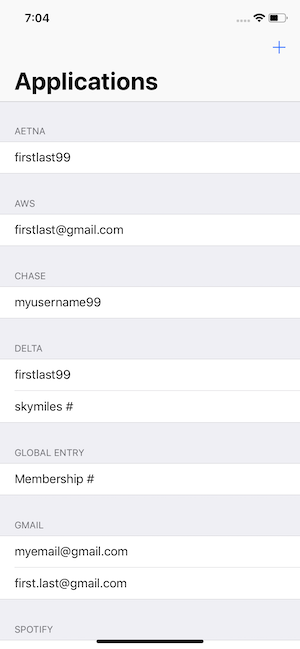 7:04
Applications
AETNA
firstlast99
AWS
firstlast@gmail.com
CHASE
myusername99
DELTA
firstlast99
skymiles #
GLOBAL ENTRY
Membership #
GMAIL
myemail@gmail.com
first.last@gmail.com
SPOTIFY